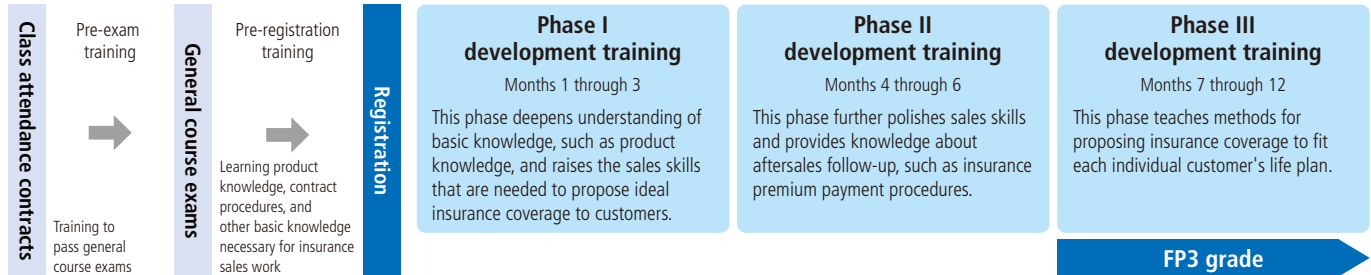 Class attendance contracts
Pre-exam
training
Training to
pass general
course exams
General course exams
Pre-registration
training
Learning product
knowledge, contract
procedures, and
other basic knowledge
necessary for insurance
sales work
Registration
Phase I
development training
Months 1 through 3
This phase deepens understanding of
basic knowledge, such as product
knowledge, and raises the sales skills
that are needed to propose ideal
insurance coverage to customers.
Phase II
development training
Months 4 through 6
This phase further polishes sales skills
and provides knowledge about
aftersales follow-up, such as insurance
premium payment procedures.
Phase III
development training
Months 7 through 12
This phase teaches methods for
proposing insurance coverage to fit
each individual customer's life plan.
FP3 grade